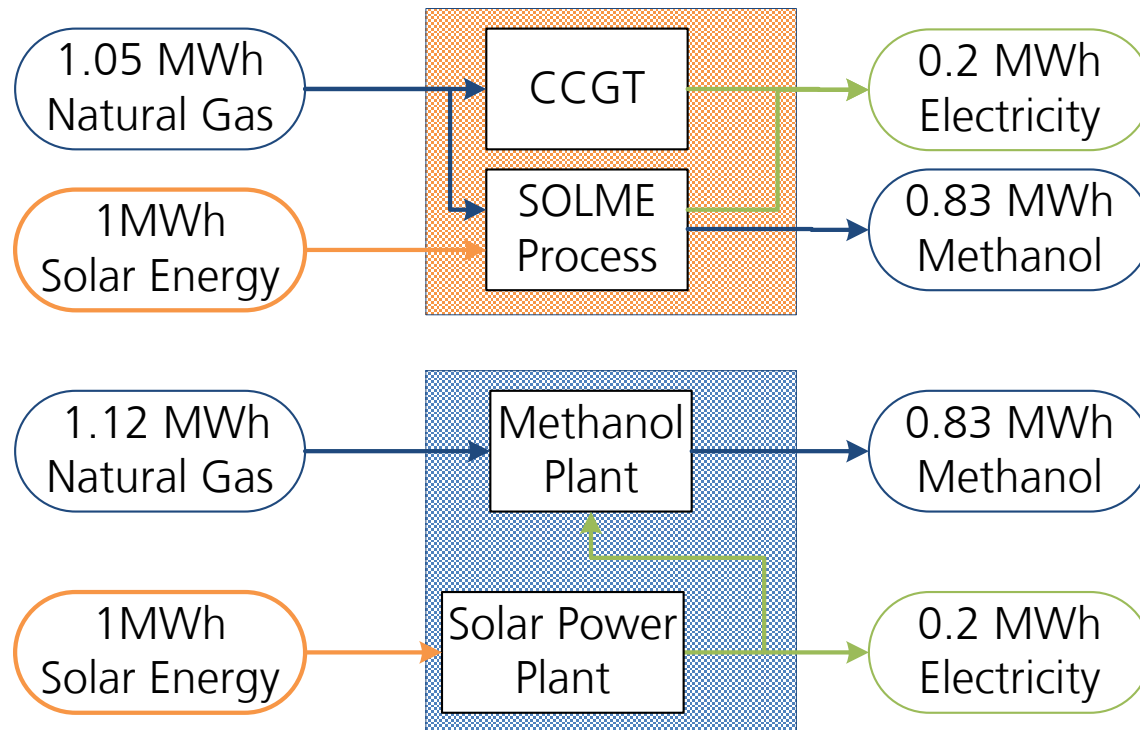 1.05 MWh
Natural Gas
CCGT
0.2 MWh
Electricity
1MWh
Solar Energy
SOLME
Process
0.83 MWh
Methanol
1.12 MWh
Natural Gas
Methanol
Plant
0.83 MWh
Methanol
1MWh
Solar Energy
Solar Power
Plant
0.2 MWh
Electricity